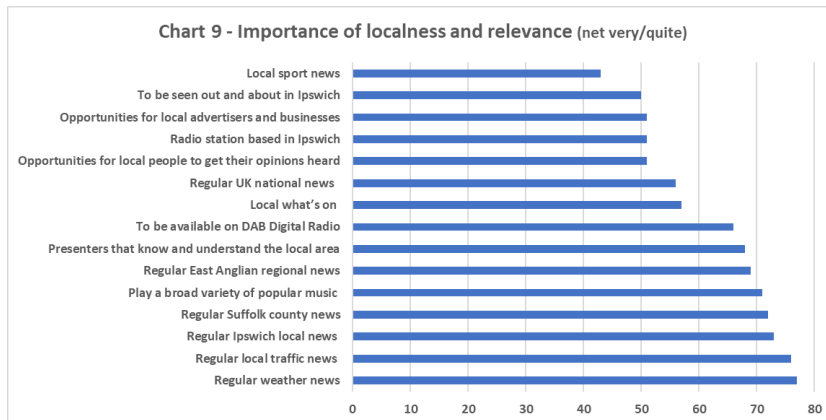 Chart 9 - Importance of localness and relevance (net very/quite)
Local sport news
To be seen out and about in Ipswich
Opportunities for local advertisers and businesses
Radio station based in Ipswich
Opportunities for local people to get their opinions heard
Regular UK national news
Local what's on
To be available on DAB Digital Radio
Presenters that know and understand the local area
Regular East Anglian regional news
Play a broad variety of popular music
Regular Suffolk county news
Regular Ipswich local news
Regular local traffic news
Regular weather news
0 10 20 30 40 50 60 70 80